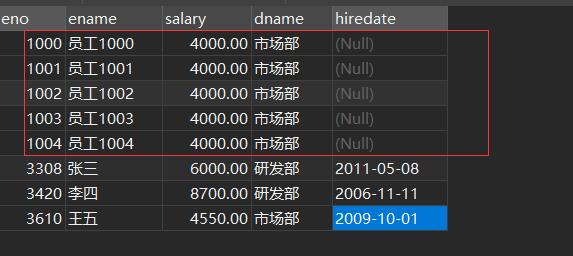 eno ename salary dname hiredate
1000 员工1000 4000.00 市场部 (Null)
1001 员工1001 4000.00 市场部 (Null)
1002 员工1002 4000.00 市场部 (Null)
1003 员工1003 4000.00 市场部 (Null)
1004 员工1004 4000.00 市场部 (Null)
3308 张三 6000.00 研发部 2011-05-08
3420 李四 8700.00 研发部 2006-11-11
3610 王五 4550.00 市场部 2009-10-01